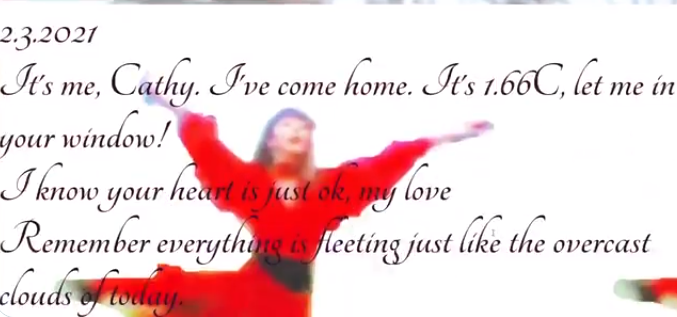 2.3.2021
It's me, Cathy. I've come home. It's 1.66C, let me in
your window!
I know your heart is just ok, my love
Remember everything is fleeting just like the overcast
clouds of today.